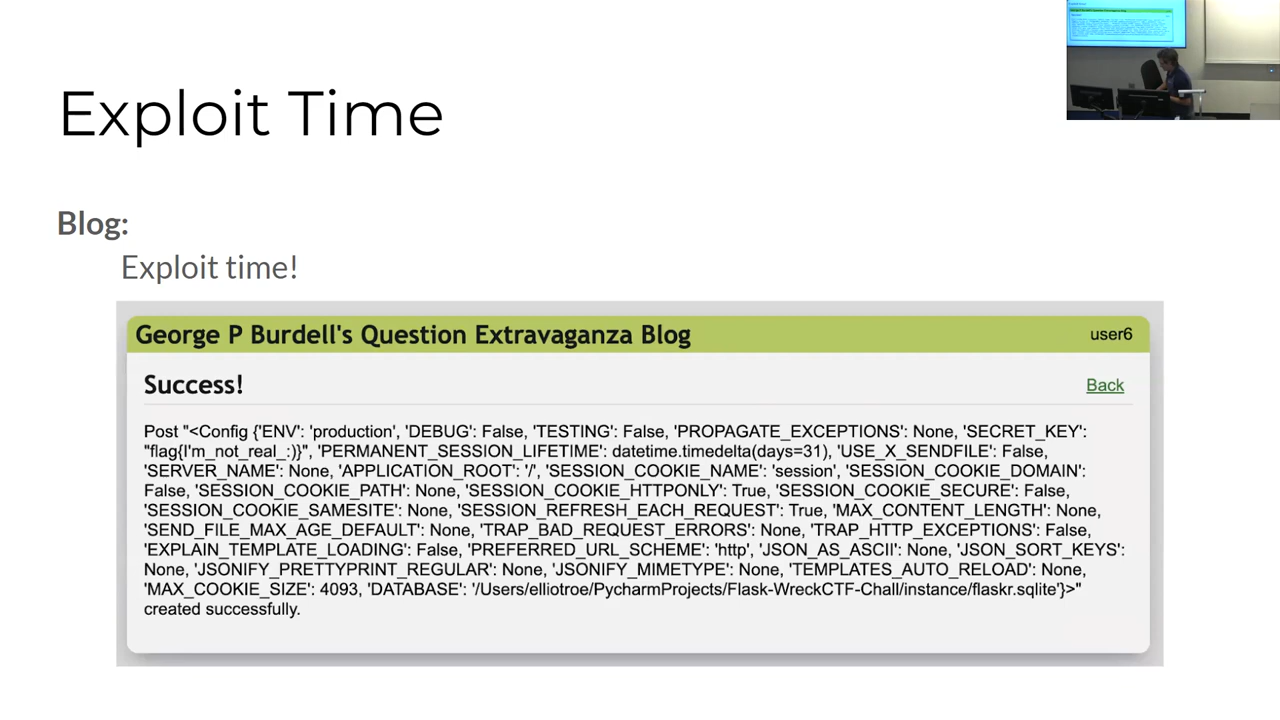 Exploit Time
Blog:
Exploit time!
George P Burdell's Question Extravaganza Blog
user6
Success!
Back
Post "<Config {'ENV': 'production', 'DEBUG': False, 'TESTING': False, 'PROPAGATE_EXCEPTIONS': None, 'SECRET_KEY':
"flag{I'm_not_real_:)}", 'PERMANENT_SESSION_LIFETIME': datetime.timedelta(days=31), 'USE_X_SENDFILE': False,
'SERVER_NAME': None, 'APPLICATION_ROOT': '/', 'SESSION_COOKIE_NAME': 'session', 'SESSION_COOKIE_DOMAIN':
False, 'SESSION_COOKIE_PATH': None, 'SESSION_COOKIE_HTTPONLY': True, 'SESSION_COOKIE_SECURE': False,
'SESSION_COOKIE_SAMESITE': None, 'SESSION_REFRESH_EACH_REQUEST': True, 'MAX_CONTENT_LENGTH': None,
'SEND_FILE_MAX_AGE_DEFAULT': None, 'TRAP_BAD_REQUEST_ERRORS': None, 'TRAP_HTTP_EXCEPTIONS': False,
'EXPLAIN_TEMPLATE_LOADING': False, 'PREFERRED_URL_SCHEME': 'http', 'JSON_AS_ASCII': None, 'JSON_SORT_KEYS':
None, 'JSONIFY_PRETTYPRINT_REGULAR': None, 'JSONIFY_MIMETYPE': None, 'TEMPLATES_AUTO_RELOAD': None,
'MAX_COOKIE_SIZE': 4093, 'DATABASE': '/Users/elliotroe/PycharmProjects/Flask-WreckCTF-Chall/instance/flaskr.sqlite'}>"
created successfully.